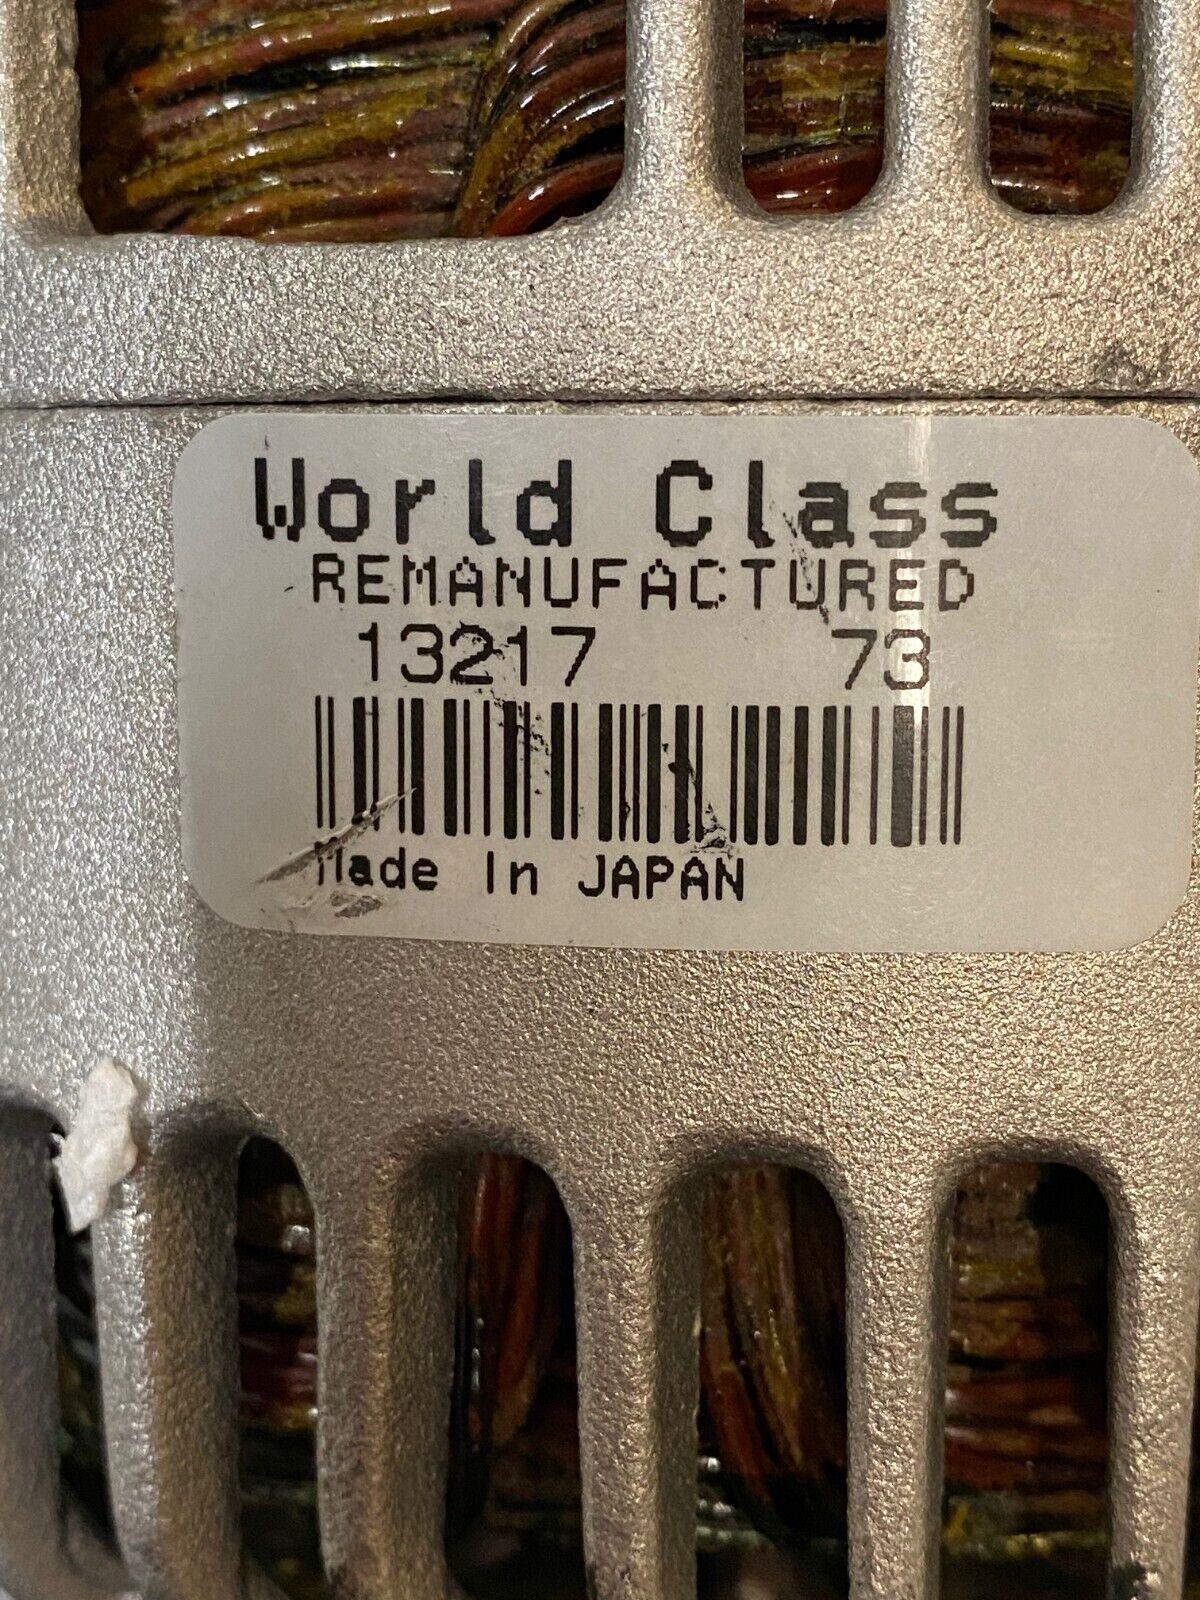 World Class
REMANUFACTURED
13217 73
Made In JAPAN